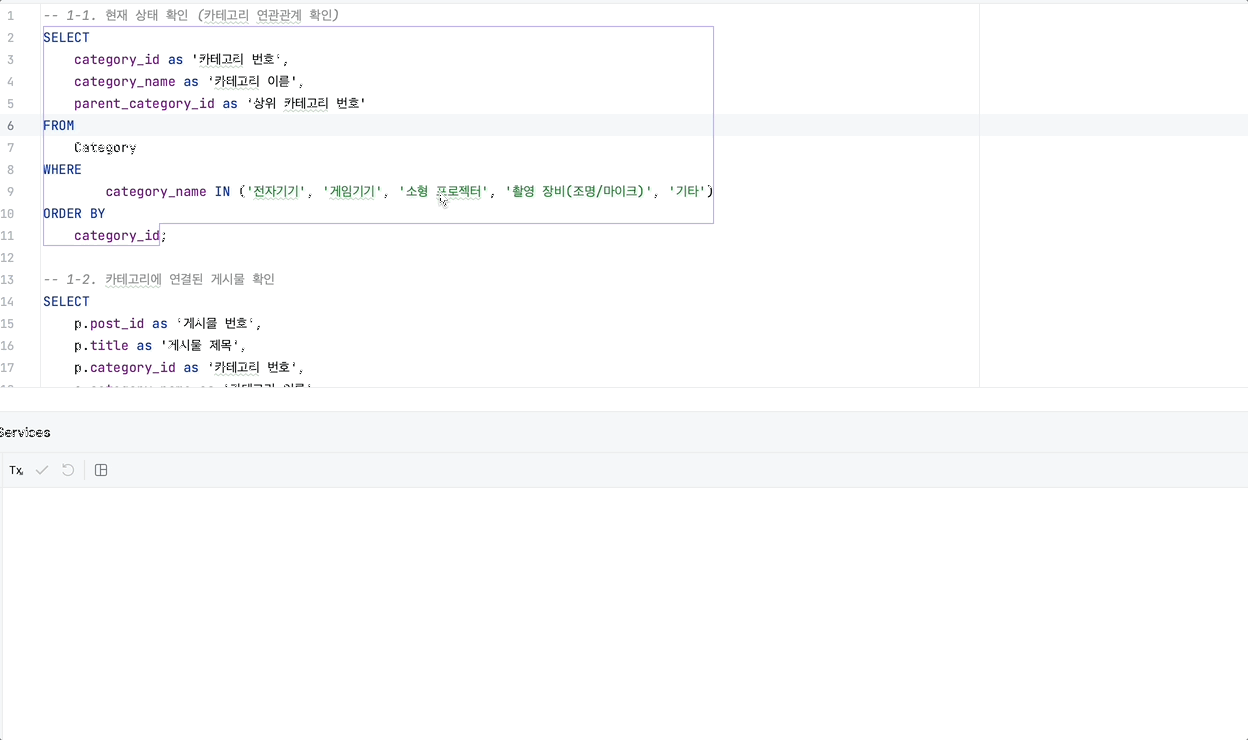 1 -- 1-1. 현재 상태 확인 (카테고리 연관관계 확인)
2 SELECT
3 category_id as '카테고리 번호',
4 category_name as '카테고리 이름',
5 parent_category_id as '상위 카테고리 번호'
6 FROM
7 Category
8 WHERE
9 category_name IN ('전자기기', '게임기기', '소형 프로젝터', '촬영 장비(조명/마이크)', '기타')
10 ORDER BY
11 category_id;
12
13 -- 1-2. 카테고리에 연결된 게시물 확인
14 SELECT
15 p.post_id as '게시물 번호',
16 p.title as '게시물 제목',
17 p.category_id as '카테고리 번호',
Services
Tx